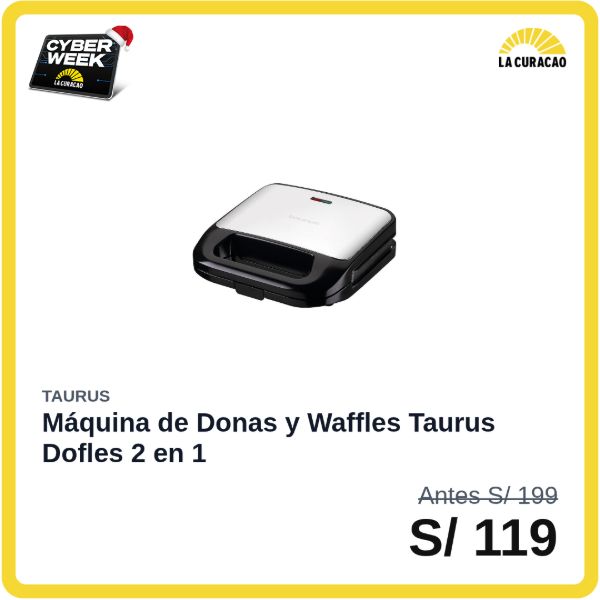 CYBER
WEEK
LA CURACAO
LA CURACAO
taurus
TAURUS
Máquina de Donas y Waffles Taurus
Dofles 2 en 1
Antes S/ 199
S/ 119